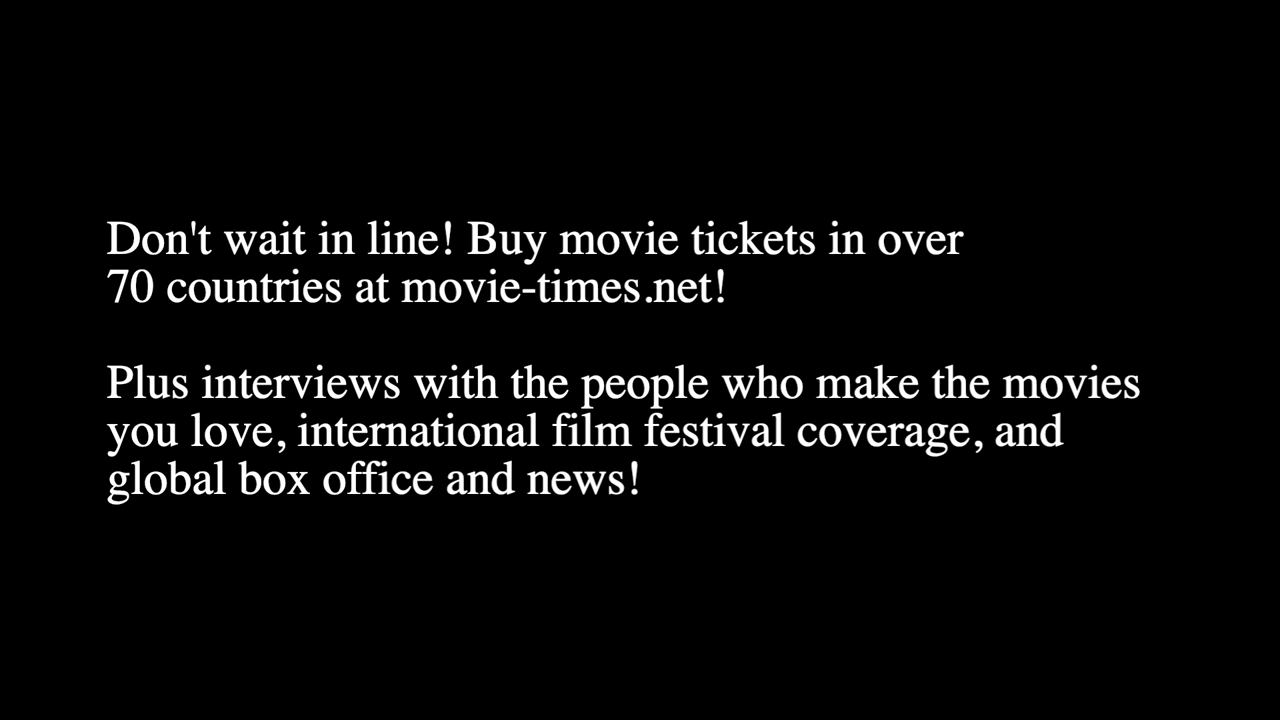 Don't wait in line! Buy movie tickets in over
70 countries at movie-times.net!
Plus interviews with the people who make the movies
you love, international film festival coverage, and
global box office and news!